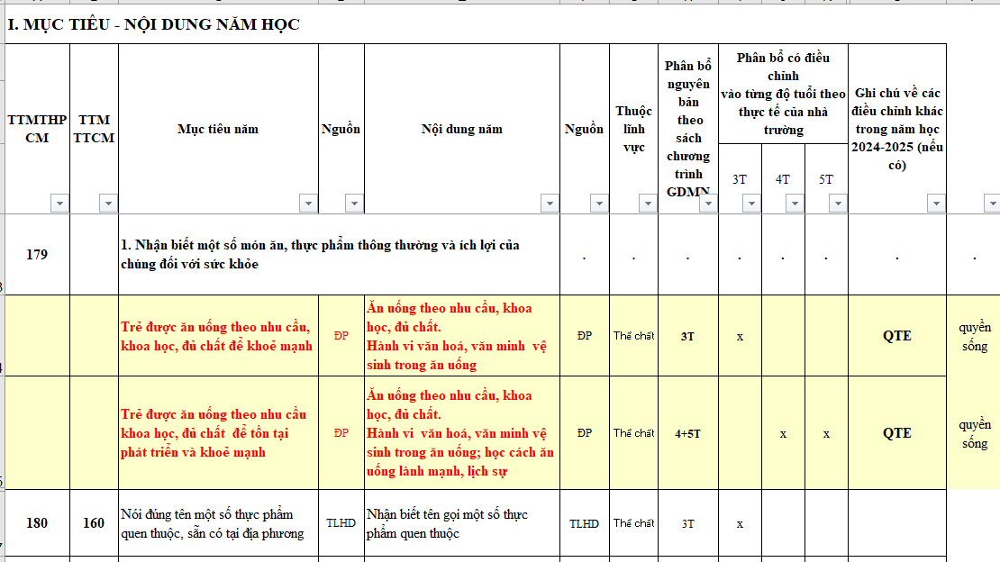 I. MỤC TIÊU - NỘI DUNG NĂM HỌC
TTMTHP
CM
TTM
TTCM
Mục tiêu năm
Nguồn
Nội dung năm
Nguồn
Thuộc
lĩnh
vực
Phân bổ
nguyên
bản
theo
sách
chương
trình
GDMN
Phân bổ có điều
chỉnh
vào từng độ tuổi theo
thực tế của nhà
trường
3T
4T
5T
Ghi chú về các
điều chỉnh khác
trong năm học
2024-2025 (nếu
có)
179
1. Nhận biết một số món ăn, thực phẩm thông thường và ích lợi của
chúng đối với sức khỏe
. . . . . . . .
Trẻ được ăn uống theo nhu cầu,
khoa học, đủ chất để khoẻ mạnh
ĐP
Ăn uống theo nhu cầu, khoa
học, đủ chất.
Hành vi văn hoá, văn minh vệ
sinh trong ăn uống
ĐP
Thể chất
3T
x
QTE
quyền
sống
Trẻ được ăn uống theo nhu cầu
khoa học, đủ chất để tồn tại
phát triển và khoẻ mạnh
ĐP
Ăn uống theo nhu cầu, khoa
học, đủ chất.
Hành vi văn hoá, văn minh vệ
sinh trong ăn uống; học cách ăn
uống lành mạnh, lịch sự
ĐP
Thể chất
4+5T
x
x
QTE
quyền
sống
180
160
Nói đúng tên một số thực phẩm
quen thuộc, sẵn có tại địa phương
TLHD
Nhận biết tên gọi một số thực
phẩm quen thuộc
TLHD
Thể chất
3T
x